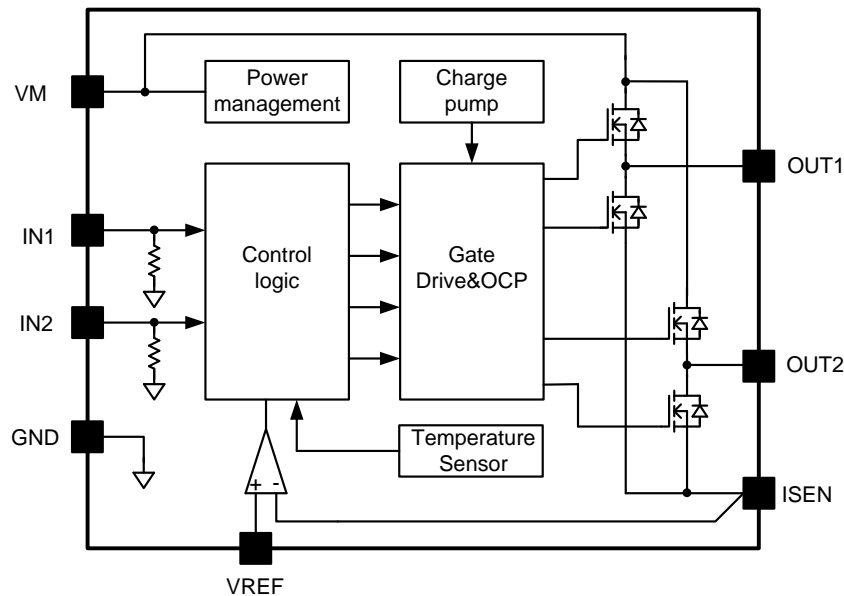 VM
Power
management
Charge
pump
OUT1
IN1
Control
logic
Gate
Drive&OCP
IN2
OUT2
GND
Temperature
Sensor
+
-
ISEN
VREF